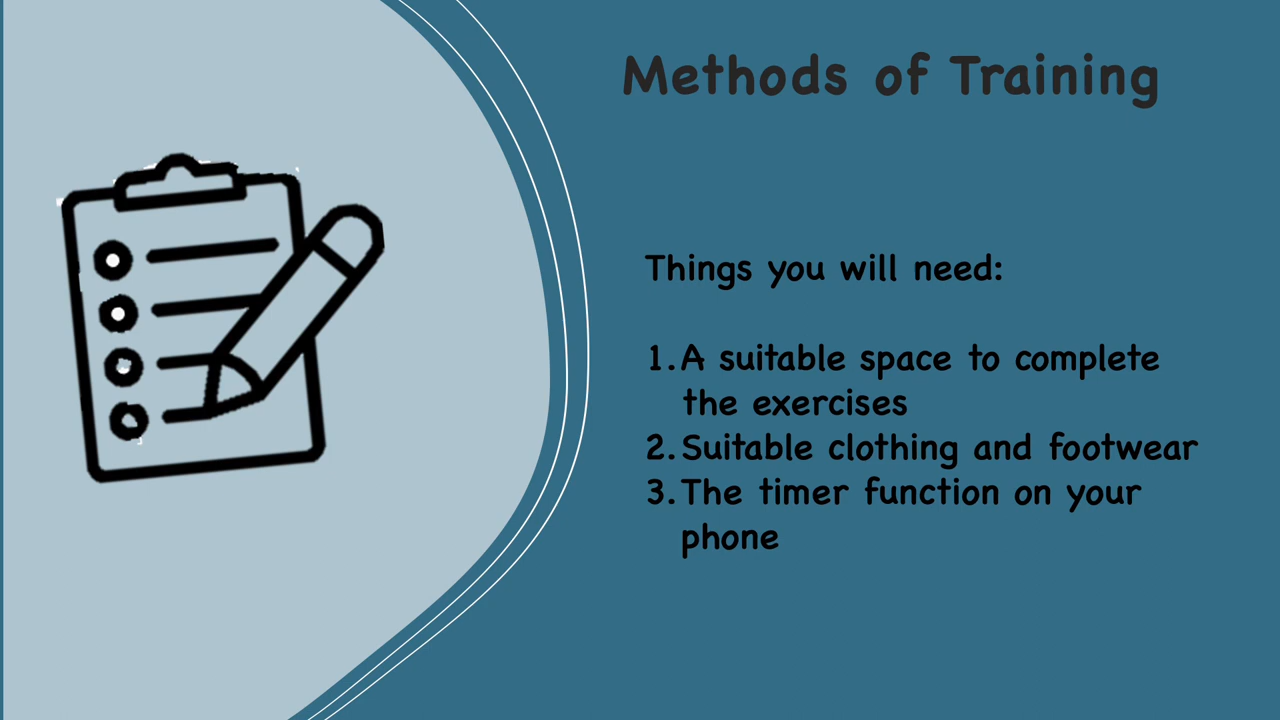 Methods of Training
Things you will need:
1. A suitable space to complete
the exercises
2. Suitable clothing and footwear
3. The timer function on your
phone